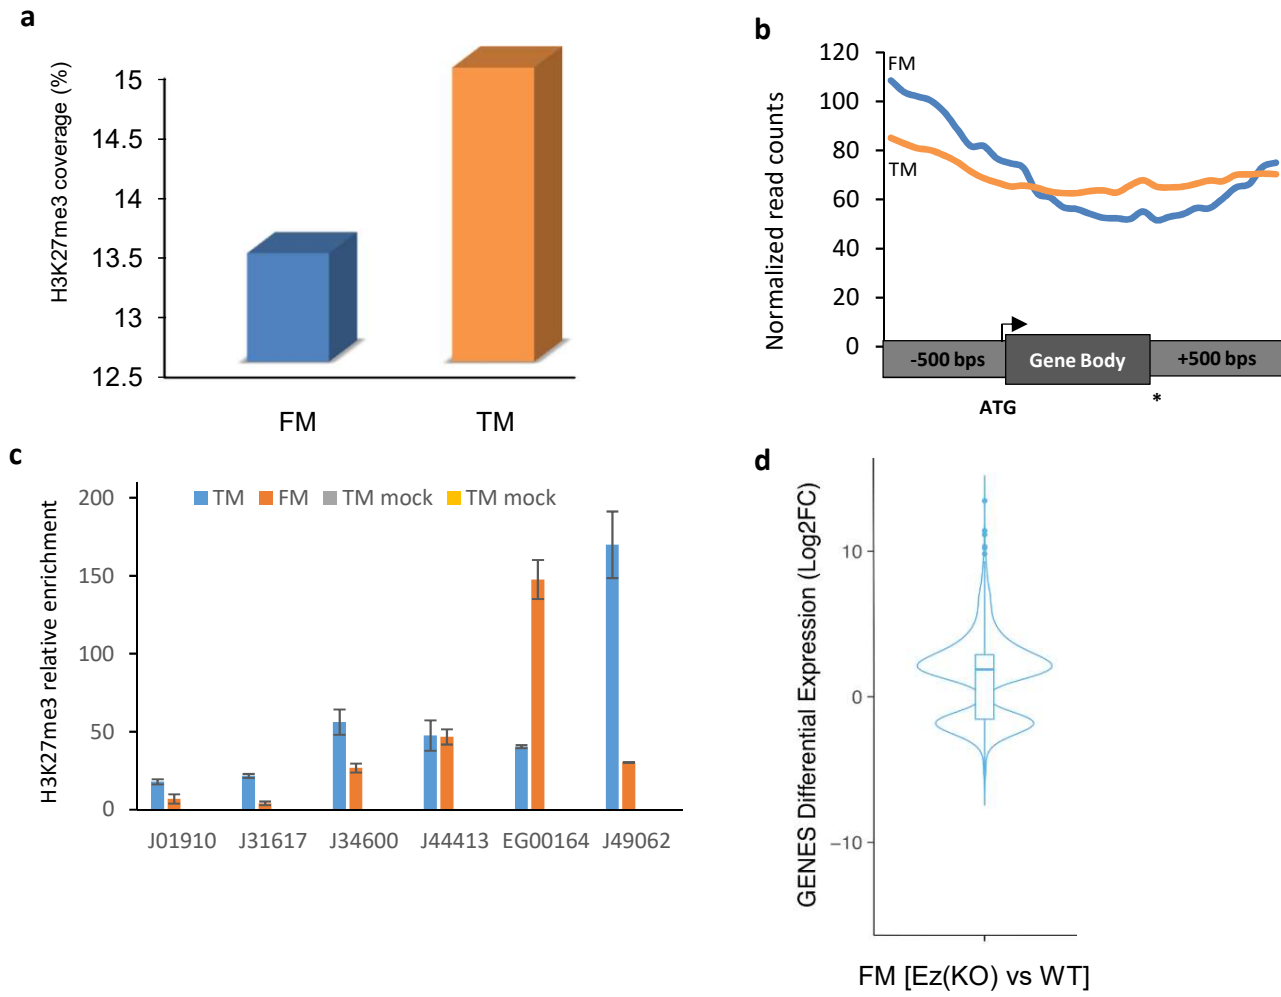 a
H3K27me3 coverage (%)
15
14.5
14
13.5
13
12.5
FM
TM
b
Normalized read counts
120
100
80
60
40
20
0
FM
TM
-500 bps
Gene Body
+500 bps
ATG
*
c
H3K27me3 relative enrichment
TM
FM
TM mock
TM mock
200
150
100
50
0
J01910
J31617
J34600
J44413
EG00164
J49062
d
GENES Differential Expression (Log2FC)
10
0
−10
FM [Ez(KO) vs WT]